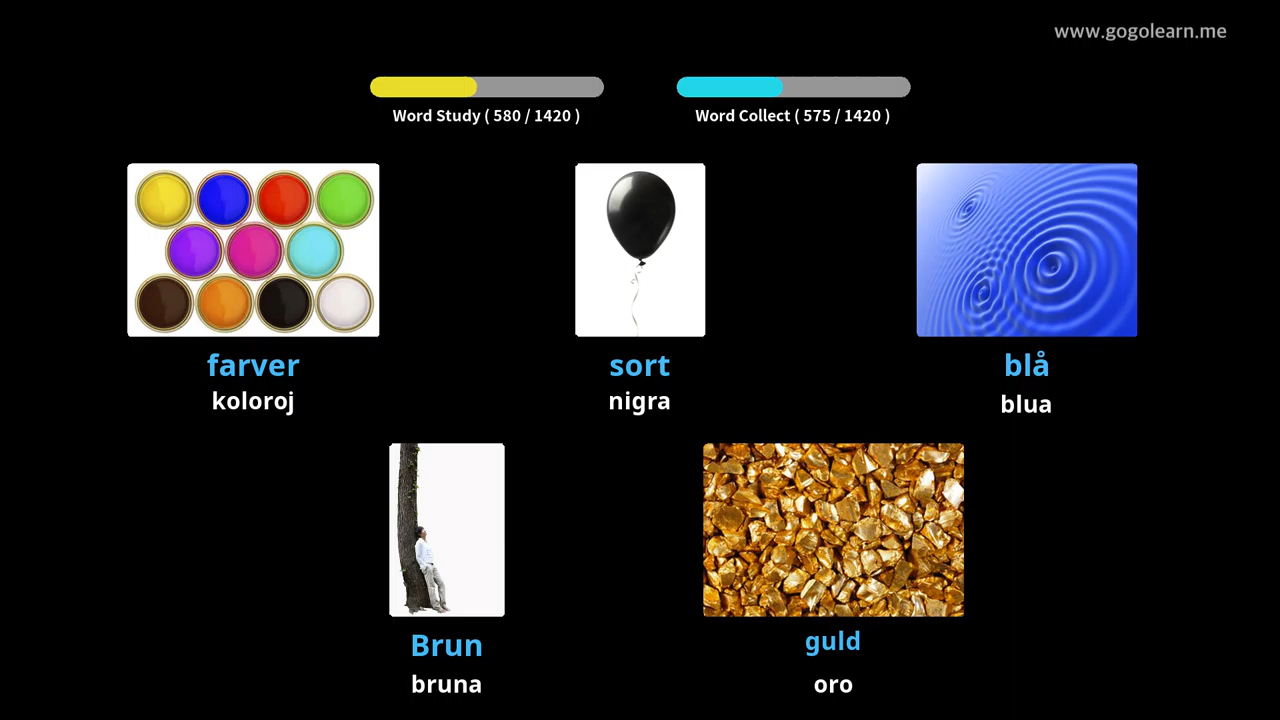 www.gogolearn.me
Word Study ( 580 / 1420 )
Word Collect ( 575 / 1420 )
farver
koloroj
sort
nigra
blå
blua
Brun
bruna
guld
oro